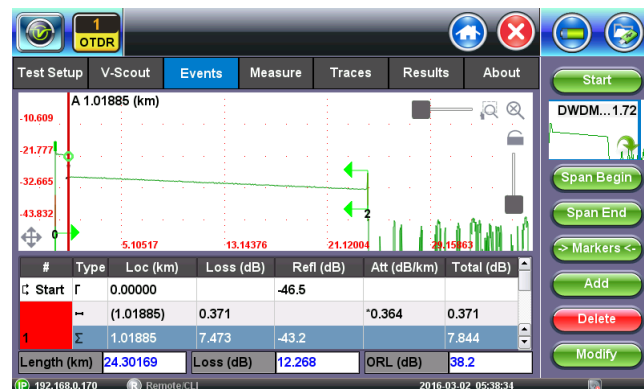 1
OTDR
Test Setup V-Scout Events Measure Traces Results About
Start
A 1.01885 (km)
DWDM...1.72
-10.609
-21.777
-32.665
-43.832
0
2
5.10517 13.14376 21.12004 29.15863
Span Begin
Span End
-> Markers <-
Add
Delete
Modify
# Type Loc (km) Loss (dB) Refl (dB) Att (dB/km) Total (dB)
Start Γ 0.00000 -46.5
(1.01885) 0.371 *0.364 0.371
1 Σ 1.01885 7.473 -43.2 7.844
Length (km) 24.30169 Loss (dB) 12.268 ORL (dB) 38.2
IP 192.168.0.170 R Remote/CLI 2016-03-02 05:38:34